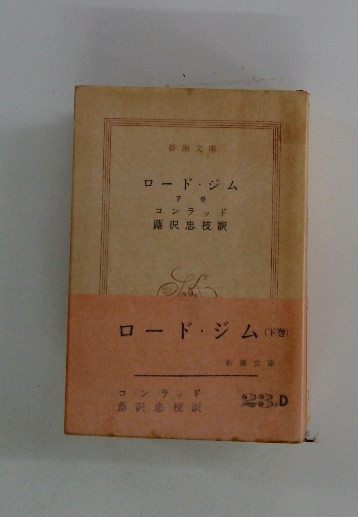 新潮文庫
ロード・ジム
下巻
コンラッド
蕗沢忠枝訳
ロード・ジム(下巻)
新潮文庫
コンラッド
蕗沢忠枝訳
23.D